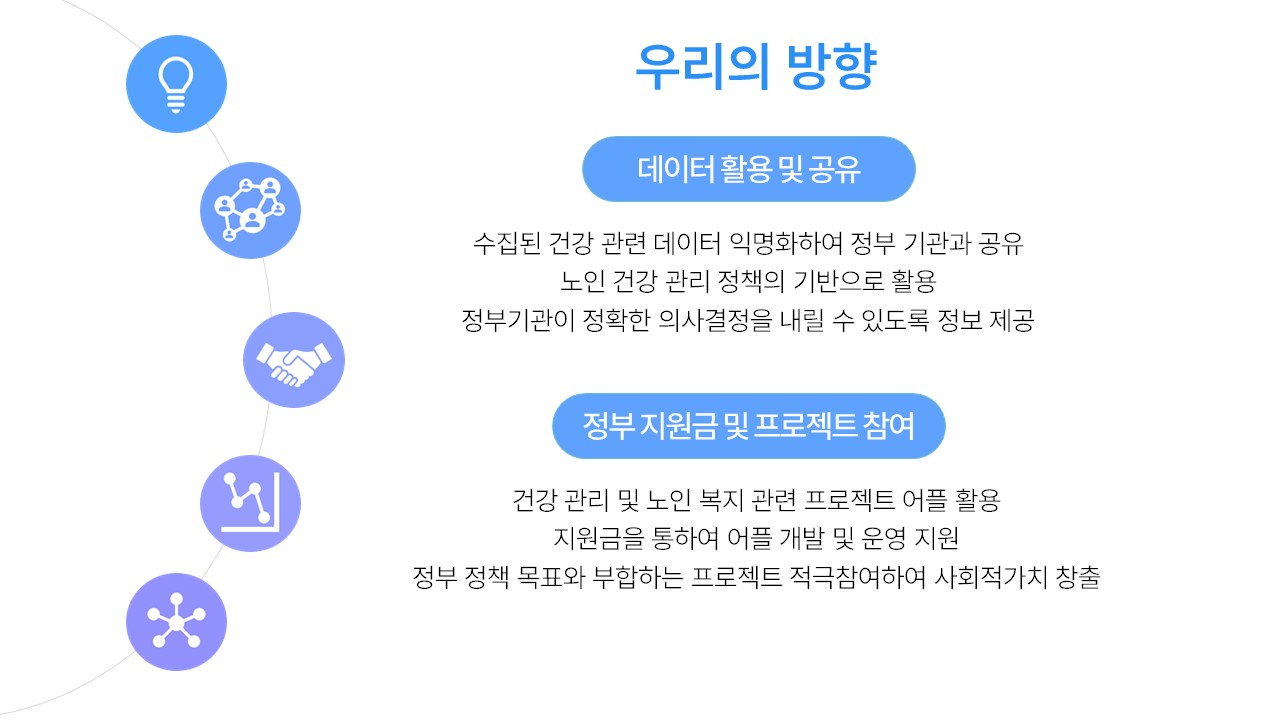 우리의 방향
데이터 활용 및 공유
수집된 건강 관련 데이터 익명화하여 정부 기관과 공유
노인 건강 관리 정책의 기반으로 활용
정부기관이 정확한 의사결정을 내릴 수 있도록 정보 제공
정부 지원금 및 프로젝트 참여
건강 관리 및 노인 복지 관련 프로젝트 어플 활용
지원금을 통하여 어플 개발 및 운영 지원
정부 정책 목표와 부합하는 프로젝트 적극참여하여 사회적가치 창출